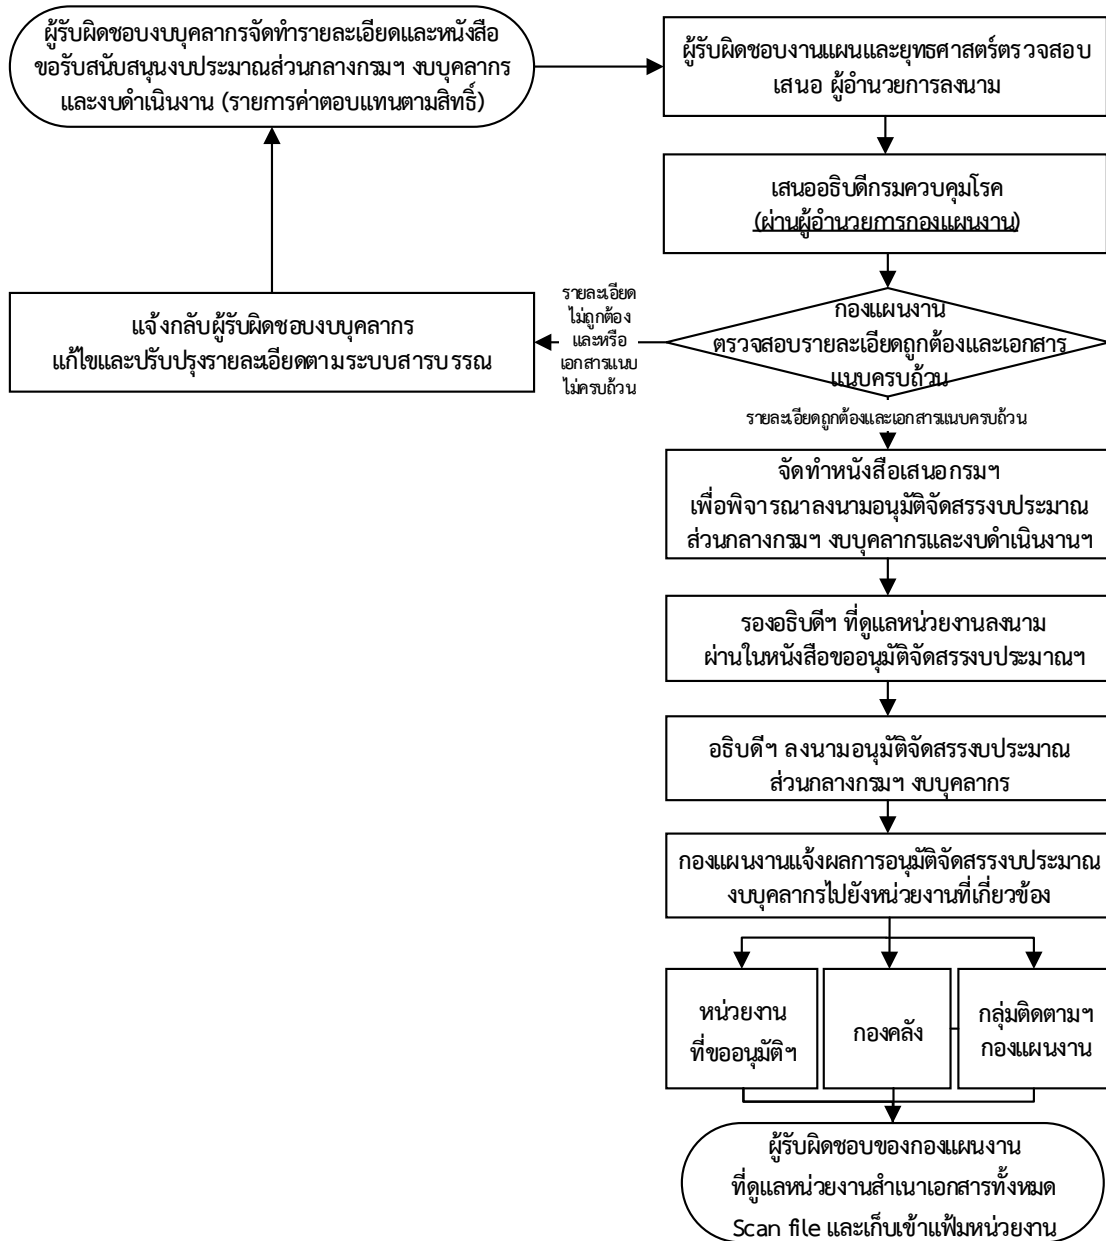 ผู้รับผิดชอบงบบุคลากรจัดทำรายละเอียดและหนังสือ
ขอรับสนับสนุนงบประมาณส่วนกลางกรมฯ งบบุคลากร
และงบดำเนินงาน (รายการค่าตอบแทนตามสิทธิ์)
ผู้รับผิดชอบงานแผนและยุทธศาสตร์ตรวจสอบ
เสนอ ผู้อำนวยการลงนาม
เสนออธิบดีกรมควบคุมโรค
(ผ่านผู้อำนวยการกองแผนงาน)
กองแผนงาน
ตรวจสอบรายละเอียดถูกต้องและเอกสาร
แนบครบถ้วน
รายละเอียด
ไม่ถูกต้อง
และหรือ
เอกสารแนบ
ไม่ครบถ้วน
แจ้งกลับผู้รับผิดชอบงบบุคลากร
แก้ไขและปรับปรุงรายละเอียดตามระบบสารบรรณ
รายละเอียดถูกต้องและเอกสารแนบครบถ้วน
จัดทำหนังสือเสนอกรมฯ
เพื่อพิจารณาลงนามอนุมัติจัดสรรงบประมาณ
ส่วนกลางกรมฯ งบบุคลากรและงบดำเนินงานฯ
รองอธิบดีฯ ที่ดูแลหน่วยงานลงนาม
ผ่านในหนังสือขออนุมัติจัดสรรงบประมาณฯ
อธิบดีฯ ลงนามอนุมัติจัดสรรงบประมาณ
ส่วนกลางกรมฯ งบบุคลากร
กองแผนงานแจ้งผลการอนุมัติจัดสรรงบประมาณ
งบบุคลากรไปยังหน่วยงานที่เกี่ยวข้อง
หน่วยงาน
ที่ขออนุมัติฯ
กองคลัง
กลุ่มติดตามฯ
กองแผนงาน
ผู้รับผิดชอบของกองแผนงาน
ที่ดูแลหน่วยงานสำเนาเอกสารทั้งหมด
Scan file และเก็บเข้าแฟ้มหน่วยงาน